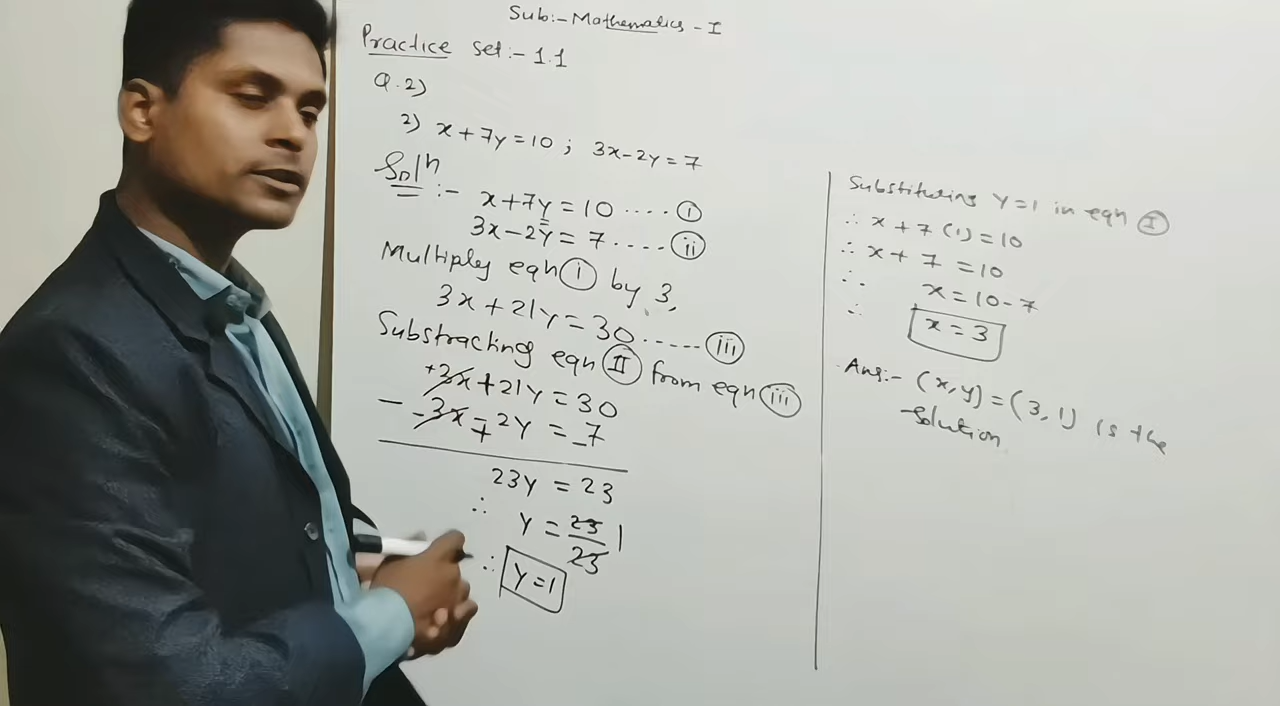 Sub:- Mathematics - I
Practice set:- 1.1
Q.2)
2) x+7y=10 ; 3x-2y=7
Solⁿ :- x+7y=10 .... (i)
3x-2y=7 .... (ii)
Multiply eqn (I) by 3,
3x+21y=30 ..... (iii)
Substracting eqn (II) from eqn (iii)
+3x+21y=30
- -3x-+2y=-7
23y=23
∴ y=23/23 1
∴ y=1
Substituting y=1 in eqn (I)
∴ x+7(1)=10
∴ x+7=10
∴ x=10-7
∴ x=3
Ans:- (x,y)=(3,1) is the
solution